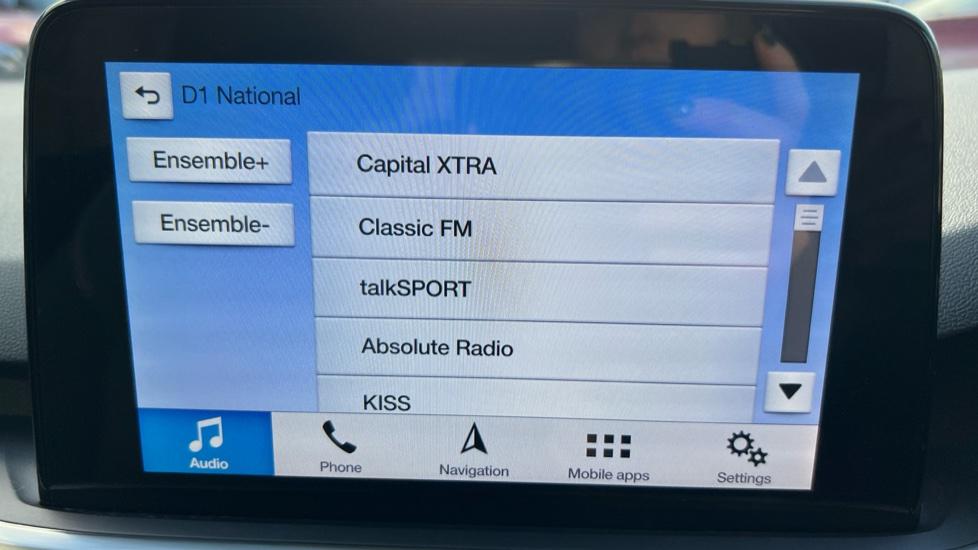 D1 National
Ensemble+
Ensemble-
Capital XTRA
Classic FM
talkSPORT
Absolute Radio
KISS
Audio
Phone
Navigation
Mobile apps
Settings